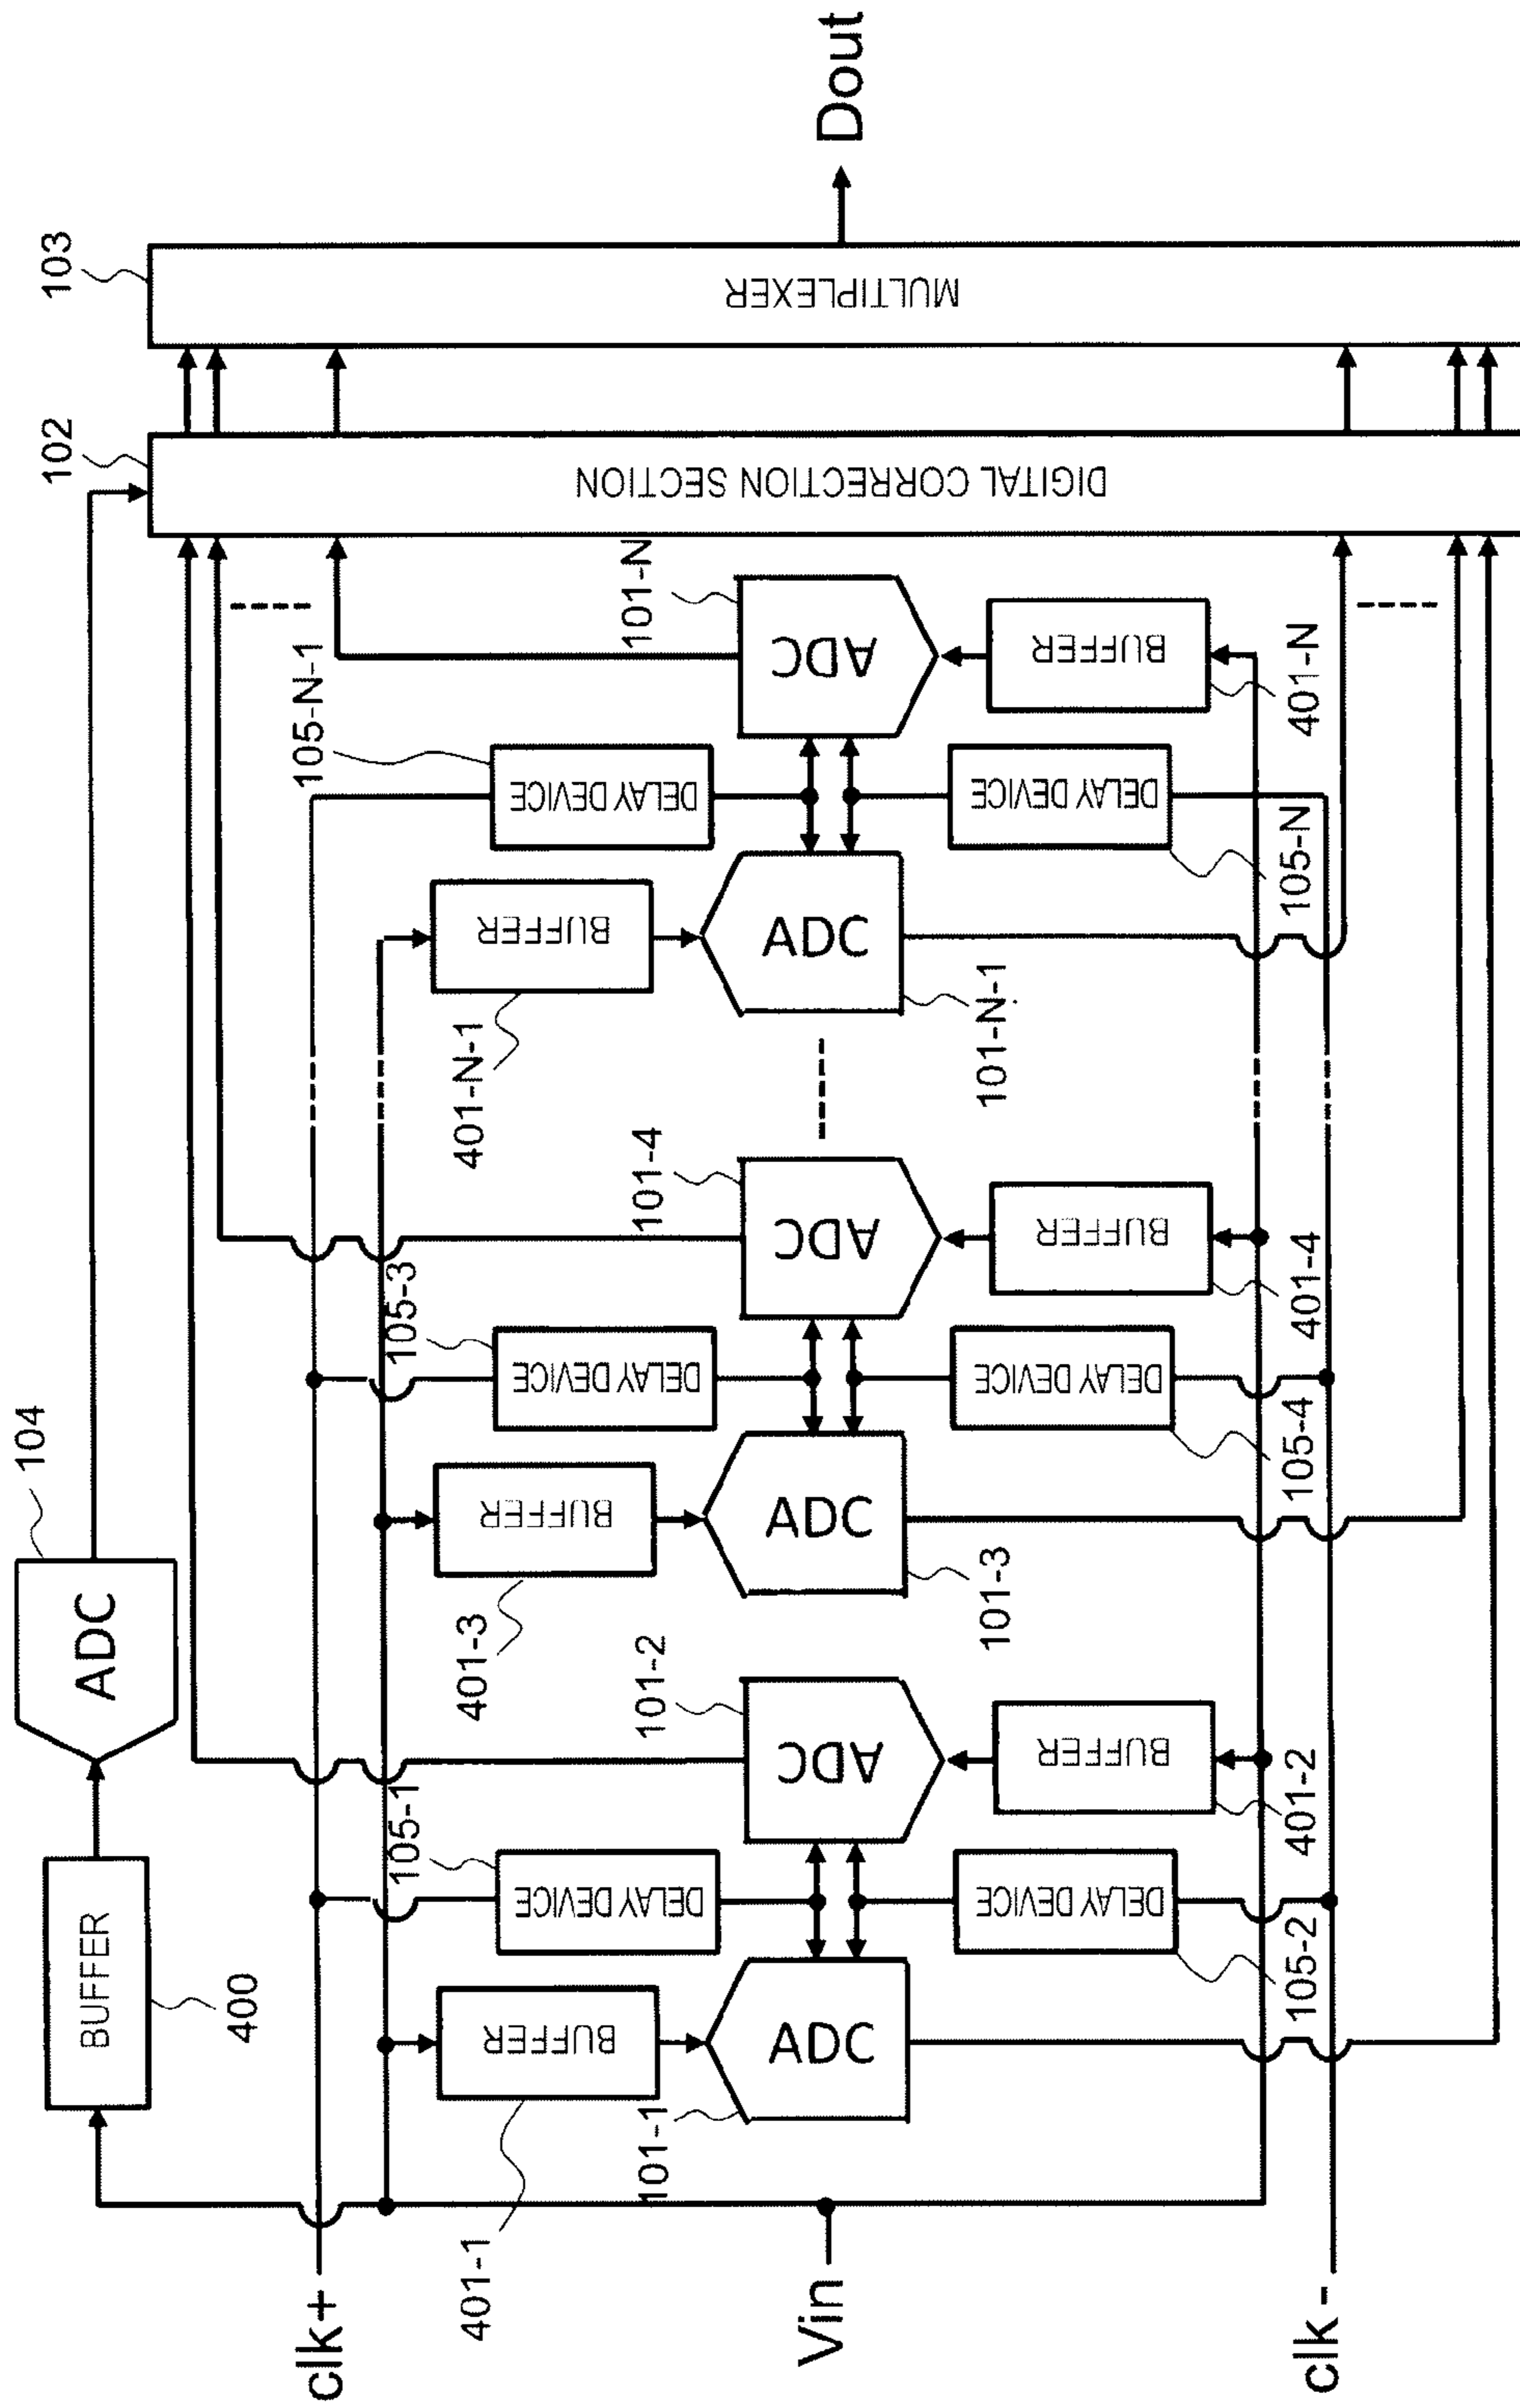 104
ADC
BUFFER
400
102
103
DIGITAL CORRECTION SECTION
MULTIPLEXER
Dout
clk+
Vin
clk -
401-1
BUFFER
101-1
ADC
105-1
DELAY DEVICE
DELAY DEVICE
105-2
101-2
ADC
BUFFER
401-2
401-3
BUFFER
ADC
101-3
105-3
DELAY DEVICE
DELAY DEVICE
105-4
101-4
ADC
BUFFER
401-4
401-N-1
BUFFER
ADC
101-N-1
105-N-1
DELAY DEVICE
DELAY DEVICE
105-N
101-N
ADC
BUFFER
401-N